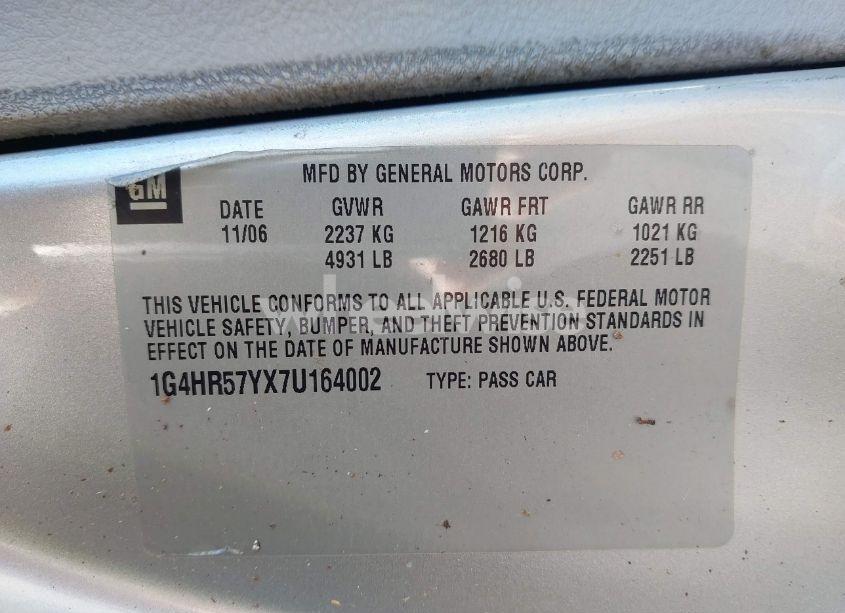 MFD BY GENERAL MOTORS CORP.
GM
DATE GVWR GAWR FRT GAWR RR
11/06 2237 KG 1216 KG 1021 KG
4931 LB 2680 LB 2251 LB
THIS VEHICLE CONFORMS TO ALL APPLICABLE U.S. FEDERAL MOTOR
VEHICLE SAFETY, BUMPER, AND THEFT PREVENTION STANDARDS IN
EFFECT ON THE DATE OF MANUFACTURE SHOWN ABOVE.
1G4HR57YX7U164002 TYPE: PASS CAR